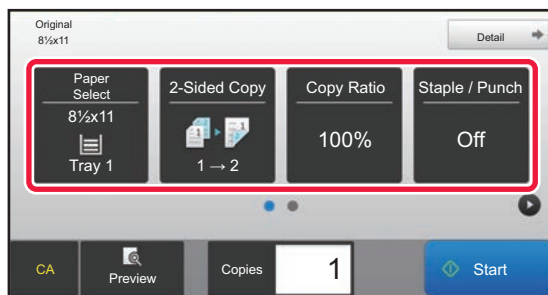 Original
8½x11
Detail
Paper
Select
8½x11
Tray 1
2-Sided Copy
1 → 2
Copy Ratio
100%
Staple / Punch
Off
CA
Preview
Copies
1
Start